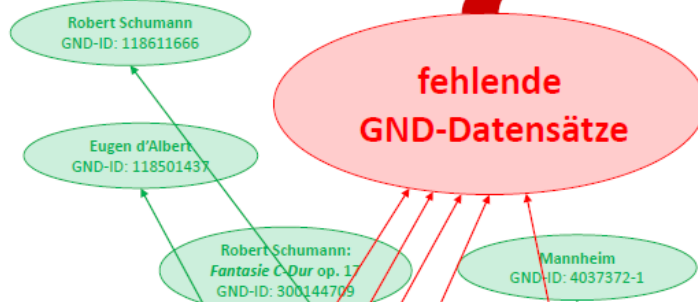 Robert Schumann
GND-ID: 118611666
fehlende
GND-Datensätze
Eugen d'Albert
GND-ID: 118501437
Robert Schumann:
Fantasie C-Dur op. 17
GND-ID: 300144709
Mannheim
GND-ID: 4037372-1